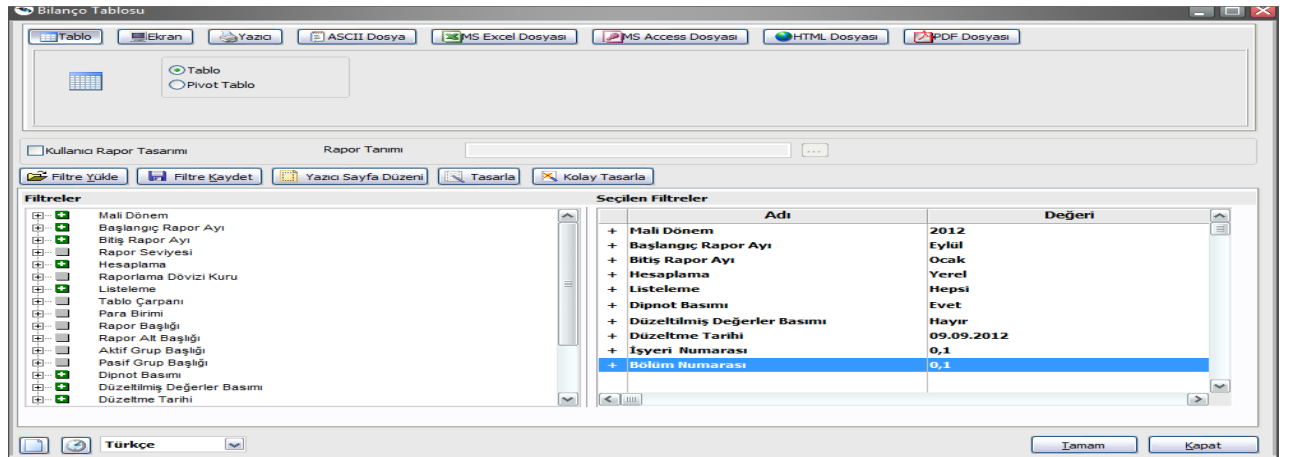 Bilanço Tablosu
Tablo Ekran Yazıcı ASCII Dosya MS Excel Dosyası MS Access Dosyası HTML Dosyası PDF Dosyası
Tablo
Pivot Tablo
Kullanıcı Rapor Tasarımı Rapor Tanımı ...
Filtre Yükle Filtre Kaydet Yazıcı Sayfa Düzeni Tasarla Kolay Tasarla
Filtreler Seçilen Filtreler
Adı Değeri
Mali Dönem
Başlangıç Rapor Ayı
Bitiş Rapor Ayı
Rapor Seviyesi
Hesaplama
Raporlama Dövizi Kuru
Listeleme
Tablo Çarpanı
Para Birimi
Rapor Başlığı
Rapor Alt Başlığı
Aktif Grup Başlığı
Pasif Grup Başlığı
Dipnot Basımı
Düzeltilmiş Değerler Basımı
Düzeltme Tarihi
+ Mali Dönem 2012
+ Başlangıç Rapor Ayı Eylül
+ Bitiş Rapor Ayı Ocak
+ Hesaplama Yerel
+ Listeleme Hepsi
+ Dipnot Basımı Evet
+ Düzeltilmiş Değerler Basımı Hayır
+ Düzeltme Tarihi 09.09.2012
+ İşyeri Numarası 0,1
+ Bölüm Numarası 0,1
Türkçe Tamam Kapat